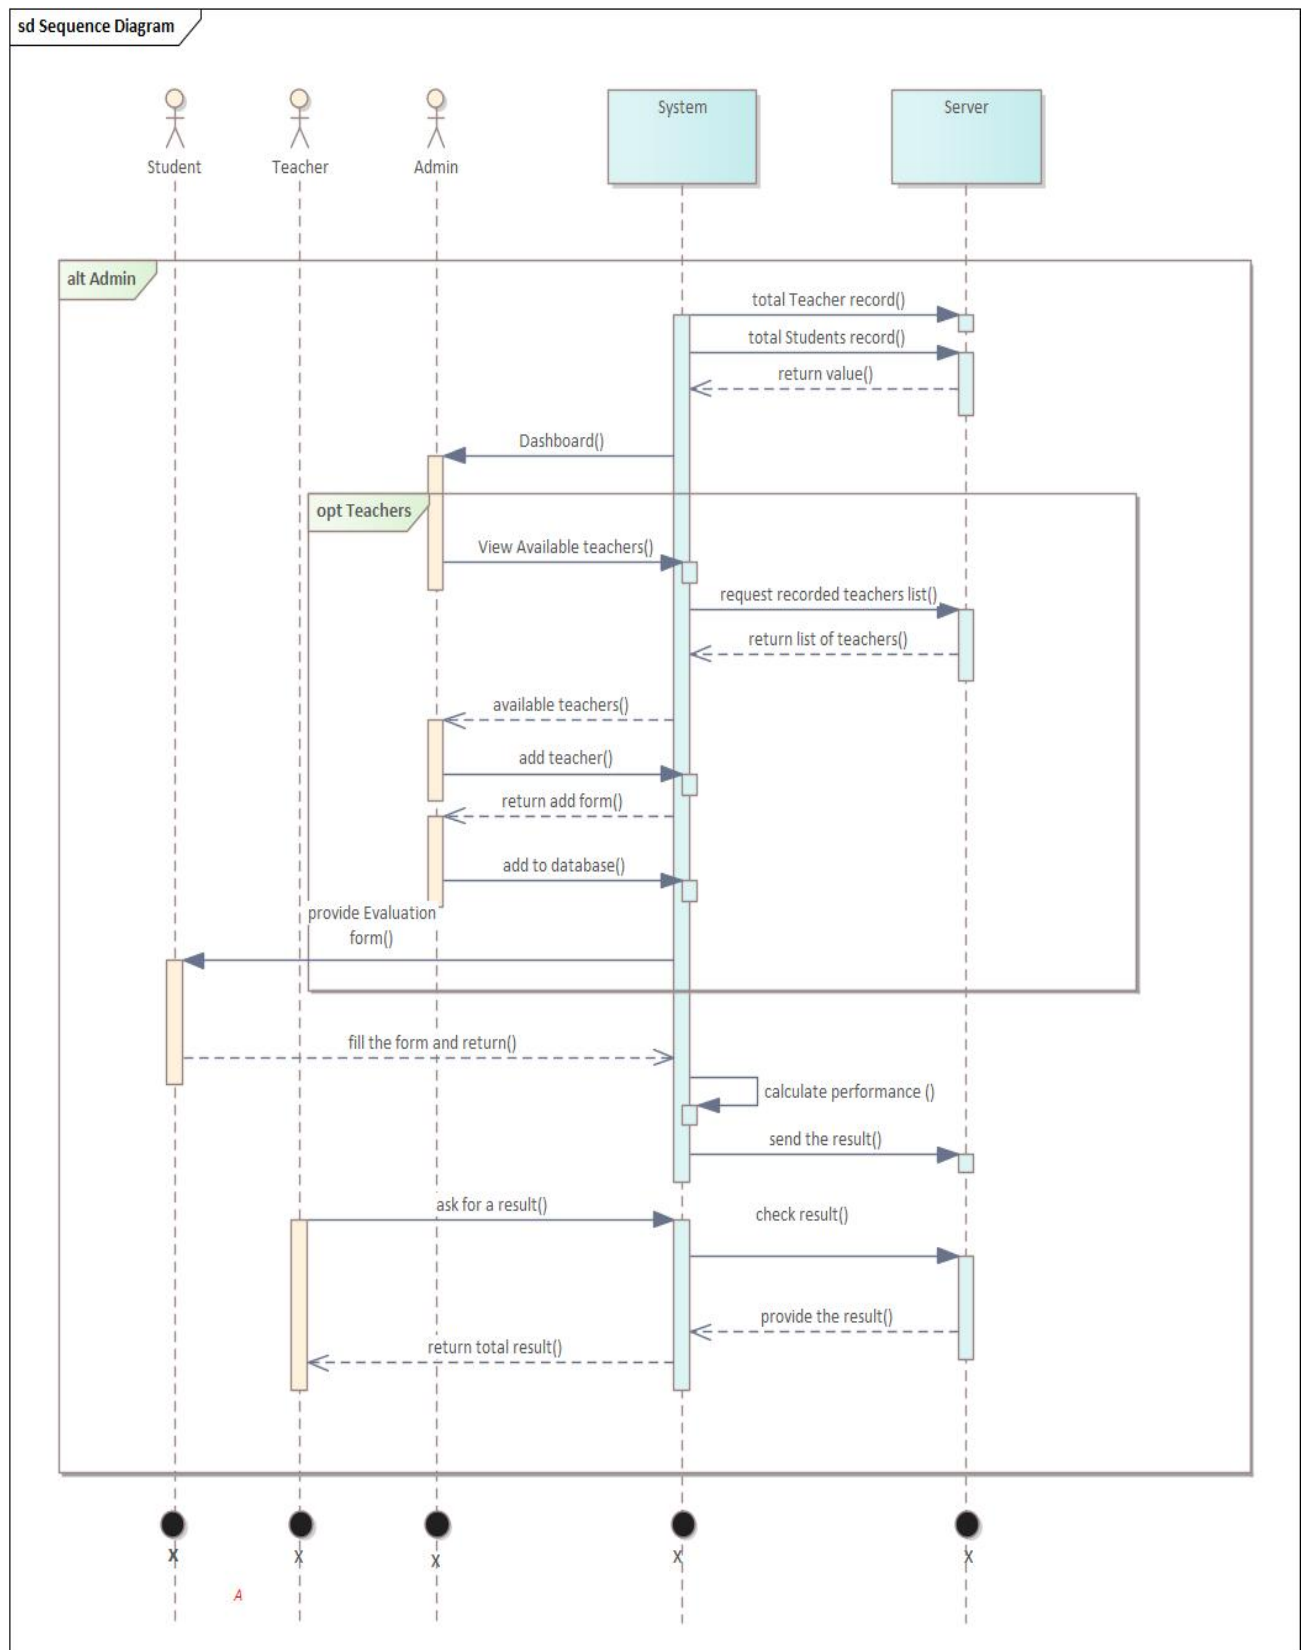 sd Sequence Diagram
Student
Teacher
Admin
System
Server
alt Admin
total Teacher record()
total Students record()
return value()
Dashboard()
opt Teachers
View Available teachers()
request recorded teachers list()
return list of teachers()
available teachers()
add teacher()
return add form()
add to database()
provide Evaluation
form()
fill the form and return()
calculate performance ()
send the result()
ask for a result()
check result()
provide the result()
return total result()
X
X
X
X
X
A